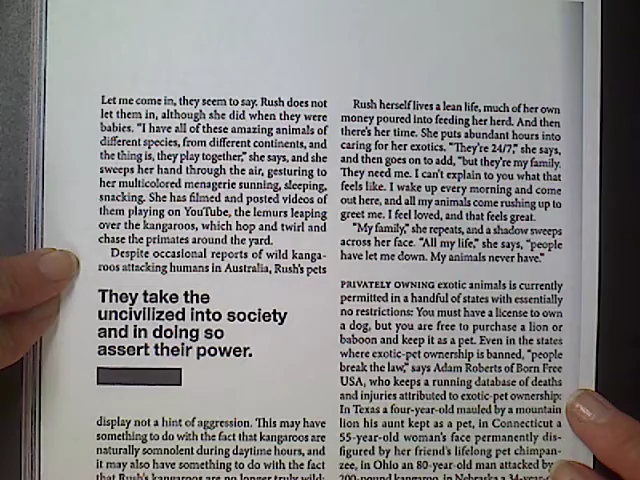 Let me come in, they seem to say. Rush does not
let them in, although she did when they were
babies. “I have all of these amazing animals of
different species, from different continents, and
the thing is, they play together,” she says, and she
sweeps her hand through the air, gesturing to
her multicolored menagerie sunning, sleeping,
snacking. She has filmed and posted videos of
them playing on YouTube, the lemurs leaping
over the kangaroos, which hop and twirl and
chase the primates around the yard.
Despite occasional reports of wild kanga-
roos attacking humans in Australia, Rush’s pets
They take the
uncivilized into society
and in doing so
assert their power.
display not a hint of aggression. This may have
something to do with the fact that kangaroos are
naturally somnolent during daytime hours, and
it may also have something to do with the fact
that Rush’s kangaroos are no longer truly wild:
Rush herself lives a lean life, much of her own
money poured into feeding her herd. And then
there’s her time. She puts abundant hours into
caring for her exotics. “They’re 24/7,” she says,
and then goes on to add, “but they’re my family.
They need me. I can’t explain to you what that
feels like. I wake up every morning and come
out here, and all my animals come rushing up to
greet me. I feel loved, and that feels great.
“My family,” she repeats, and a shadow sweeps
across her face. “All my life,” she says, “people
have let me down. My animals never have.”
PRIVATELY OWNING exotic animals is currently
permitted in a handful of states with essentially
no restrictions: You must have a license to own
a dog, but you are free to purchase a lion or
baboon and keep it as a pet. Even in the states
where exotic-pet ownership is banned, “people
break the law,” says Adam Roberts of Born Free
USA, who keeps a running database of deaths
and injuries attributed to exotic-pet ownership:
In Texas a four-year-old mauled by a mountain
lion his aunt kept as a pet, in Connecticut a
55-year-old woman’s face permanently dis-
figured by her friend’s lifelong pet chimpan-
zee, in Ohio an 80-year-old man attacked by
200-pound kangaroo, in Nebraska a 34-year-